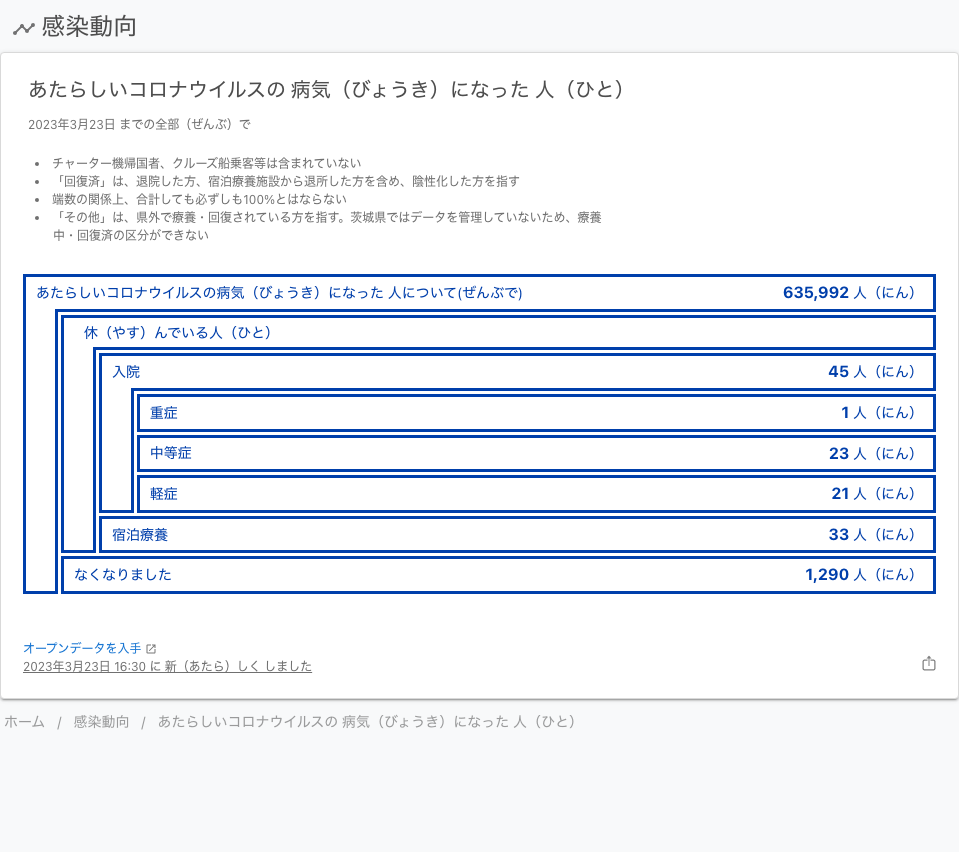 感染動向
あたらしいコロナウイルスの 病気（びょうき）になった 人（ひと）
2023年3月23日 までの全部（ぜんぶ）で
• チャーター機帰国者、クルーズ船乗客等は含まれていない
• 「回復済」は、退院した方、宿泊療養施設から退所した方を含め、陰性化した方を指す
• 端数の関係上、合計しても必ずしも100%とはならない
• 「その他」は、県外で療養・回復されている方を指す。茨城県ではデータを管理していないため、療養
中・回復済の区分ができない
あたらしいコロナウイルスの病気（びょうき）になった 人について(ぜんぶで) 635,992 人（にん）
休（やす）んでいる人（ひと）
入院 45 人（にん）
重症 1 人（にん）
中等症 23 人（にん）
軽症 21 人（にん）
宿泊療養 33 人（にん）
なくなりました 1,290 人（にん）
オープンデータを入手
2023年3月23日 16:30 に 新（あたら）しく しました
ホーム / 感染動向 / あたらしいコロナウイルスの 病気（びょうき）になった 人（ひと）